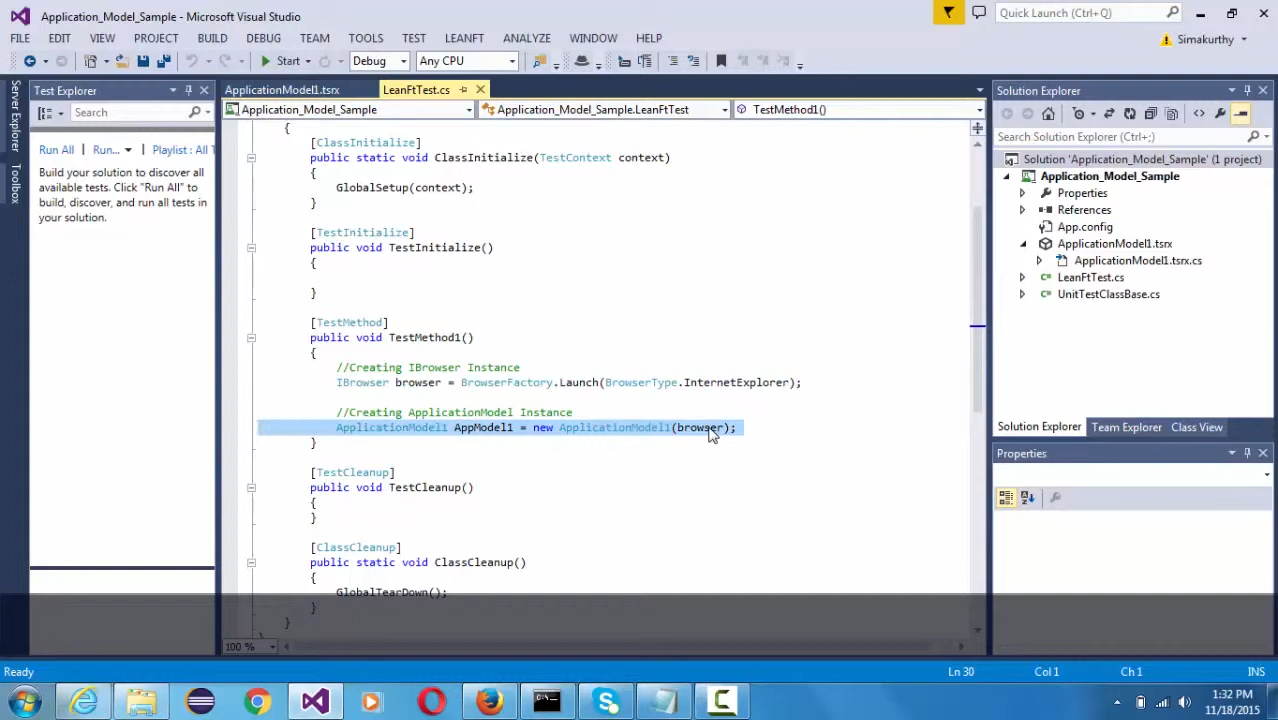 Application_Model_Sample - Microsoft Visual Studio
Quick Launch (Ctrl+Q)
FILE EDIT VIEW PROJECT BUILD DEBUG TEAM TOOLS TEST LEANFT ANALYZE WINDOW HELP
Simakurthy
Start Debug Any CPU
Server Explorer
Toolbox
Test Explorer
Search
Run All Run... Playlist : All T
Build your solution to discover all
available tests. Click "Run All" to
build, discover, and run all tests in
your solution.
ApplicationModel1.tsrx LeanFtTest.cs
Application_Model_Sample Application_Model_Sample.LeanFtTest TestMethod1()
{
[ClassInitialize]
public static void ClassInitialize(TestContext context)
{
GlobalSetup(context);
}
[TestInitialize]
public void TestInitialize()
{
}
[TestMethod]
public void TestMethod1()
{
//Creating IBrowser Instance
IBrowser browser = BrowserFactory.Launch(BrowserType.InternetExplorer);
//Creating ApplicationModel Instance
ApplicationModel1 AppModel1 = new ApplicationModel1(browser);
}
[TestCleanup]
public void TestCleanup()
{
}
[ClassCleanup]
public static void ClassCleanup()
{
GlobalTearDown();
}
}
}
100 %
Solution Explorer
Search Solution Explorer (Ctrl+;)
Solution 'Application_Model_Sample' (1 project)
Application_Model_Sample
Properties
References
App.config
ApplicationModel1.tsrx
ApplicationModel1.tsrx.cs
LeanFtTest.cs
UnitTestClassBase.cs
Solution Explorer Team Explorer Class View
Properties
Ready Ln 30 Col 1 Ch 1 INS
1:32 PM
11/18/2015